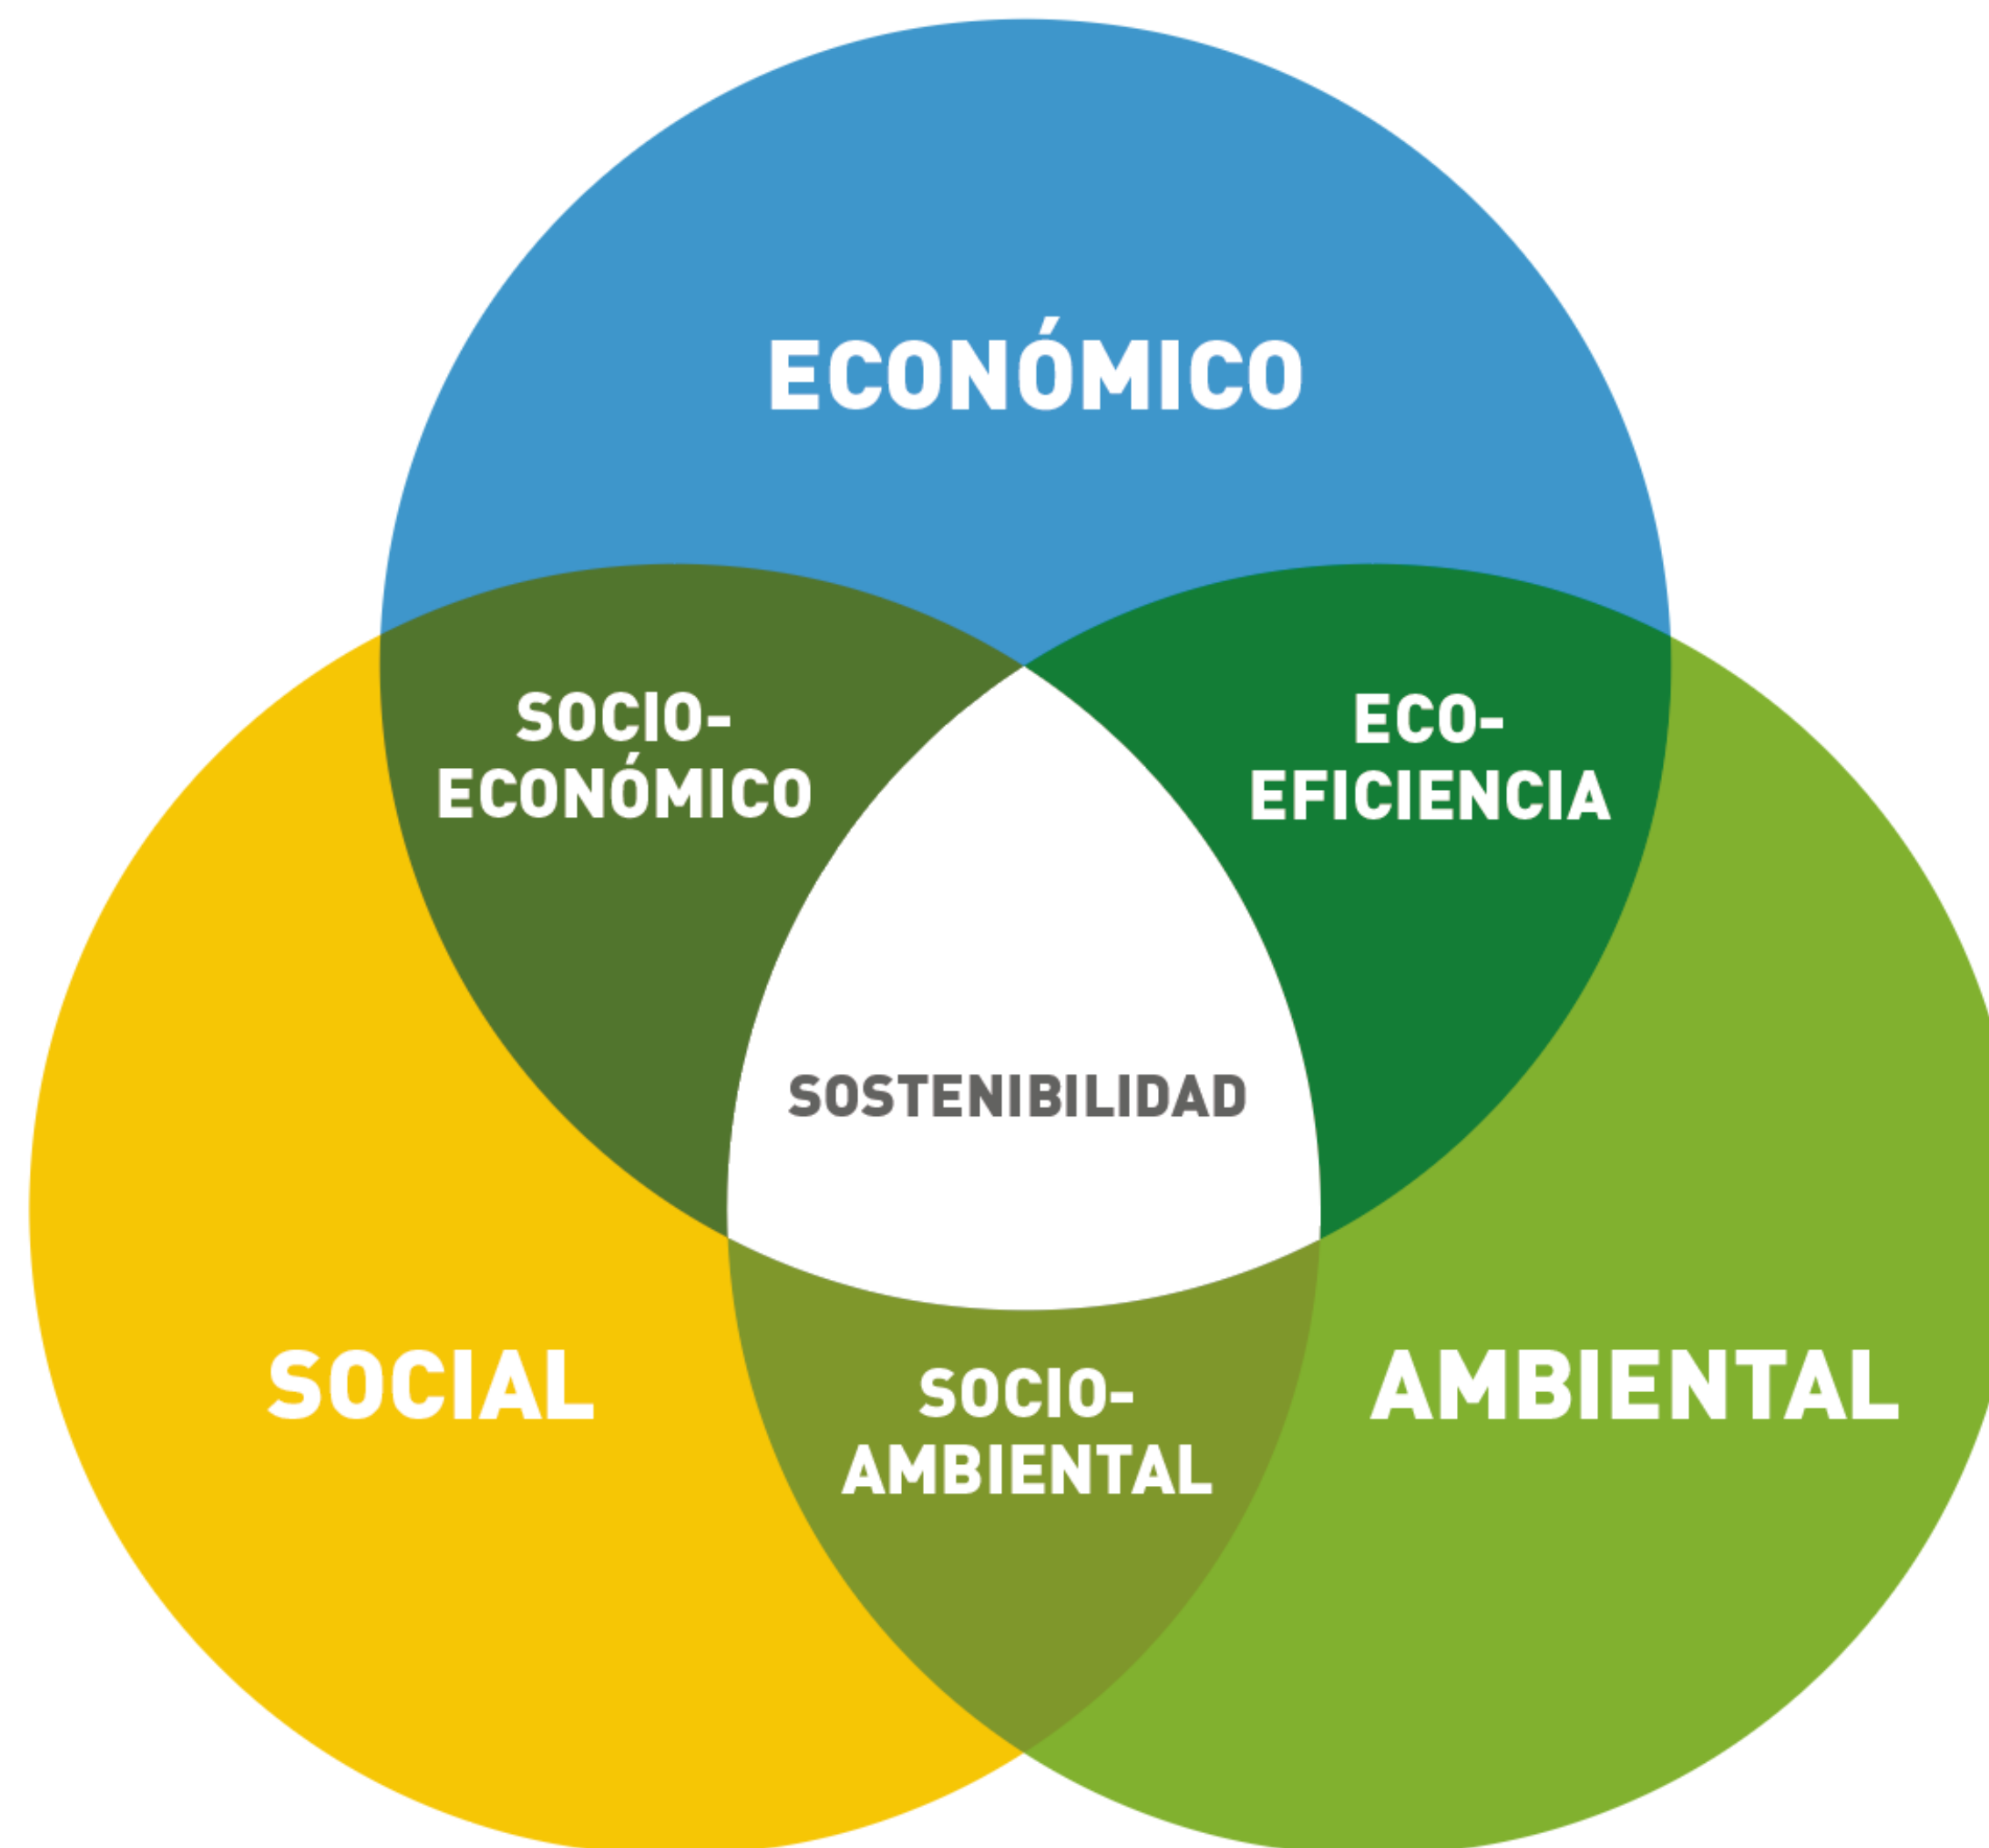 ECONÓMICO
SOCIO-
ECONÓMICO
ECO-
EFICIENCIA
SOSTENIBILIDAD
SOCIAL
SOCIO-
AMBIENTAL
AMBIENTAL